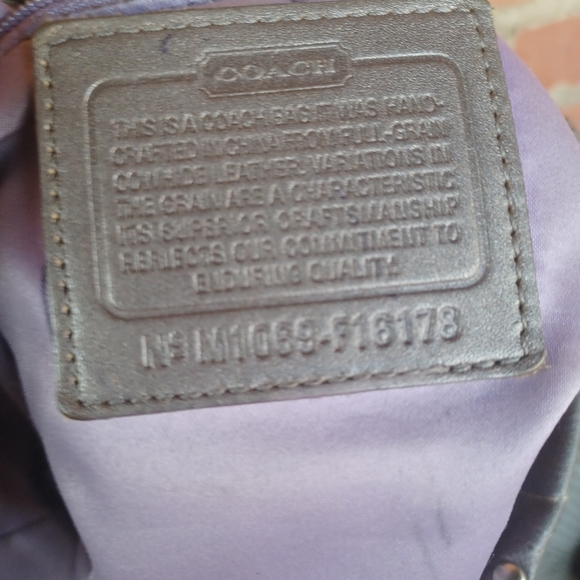 COACH
THIS IS A COACH BAG. IT WAS HAND-
CRAFTED IN CHINA FROM FULL-GRAIN
COWHIDE LEATHER. VARIATIONS IN
THE GRAIN ARE A CHARACTERISTIC
ITS SUPERIOR CRAFTSMANSHIP
REFLECTS OUR COMMITMENT TO
ENDURING QUALITY.
Nº M1069-F16178